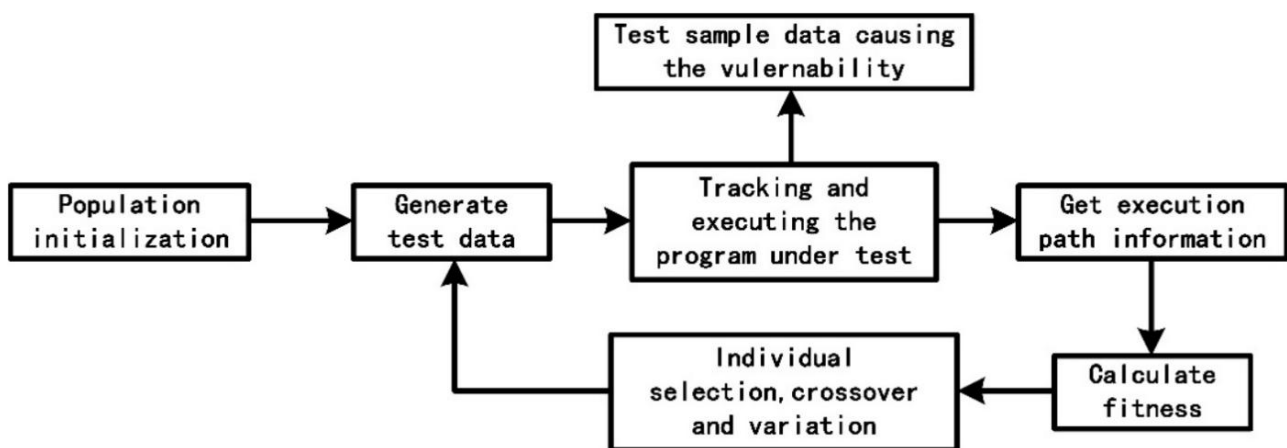 Test sample data causing
the vulernability
Population
initialization
Generate
test data
Tracking and
executing the
program under test
Get execution
path information
Individual
selection,crossover
and variation
Calculate
fitness